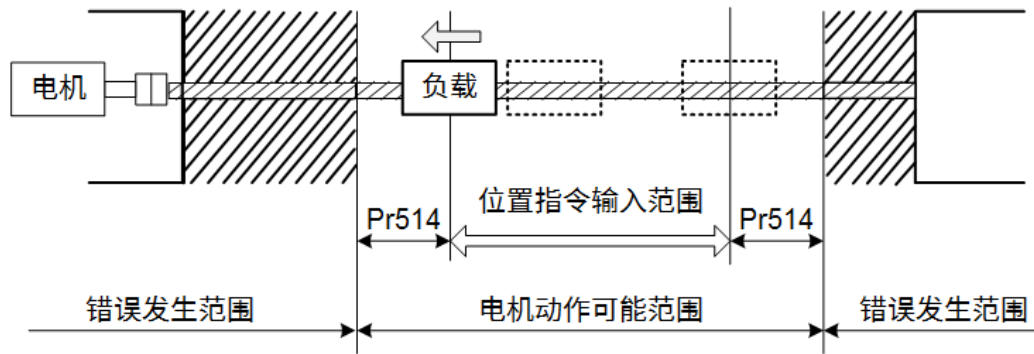 电机
负载
位置指令输入范围
Pr514
Pr514
错误发生范围
电机动作可能范围
错误发生范围